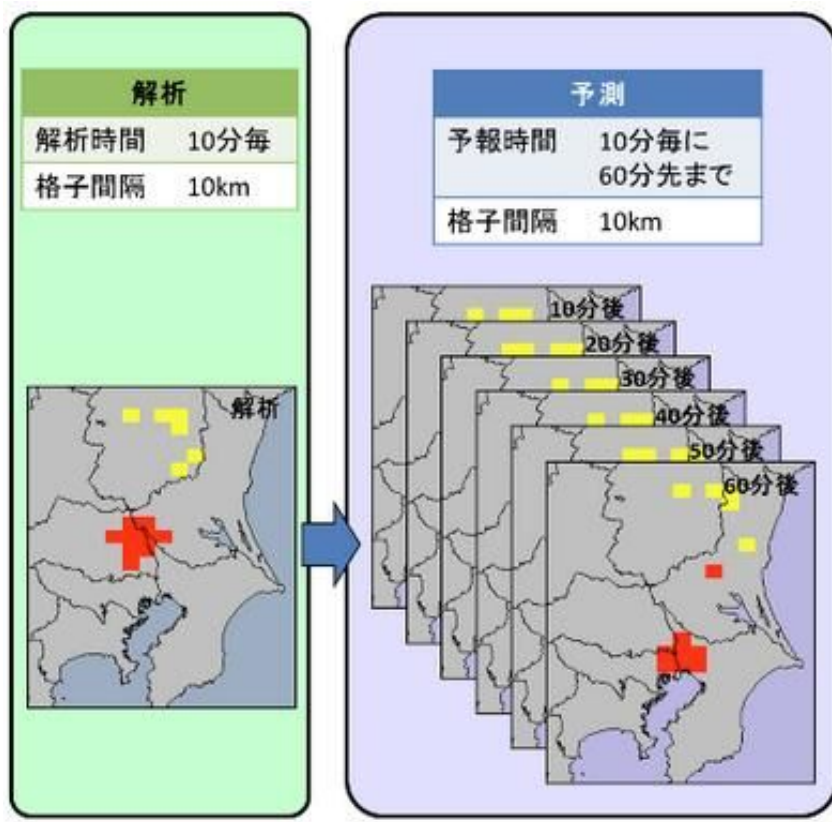 解析
解析時間 10分毎
格子間隔 10km
解析
予測
予報時間 10分毎に
60分先まで
格子間隔 10km
10分後
20分後
30分後
40分後
50分後
60分後